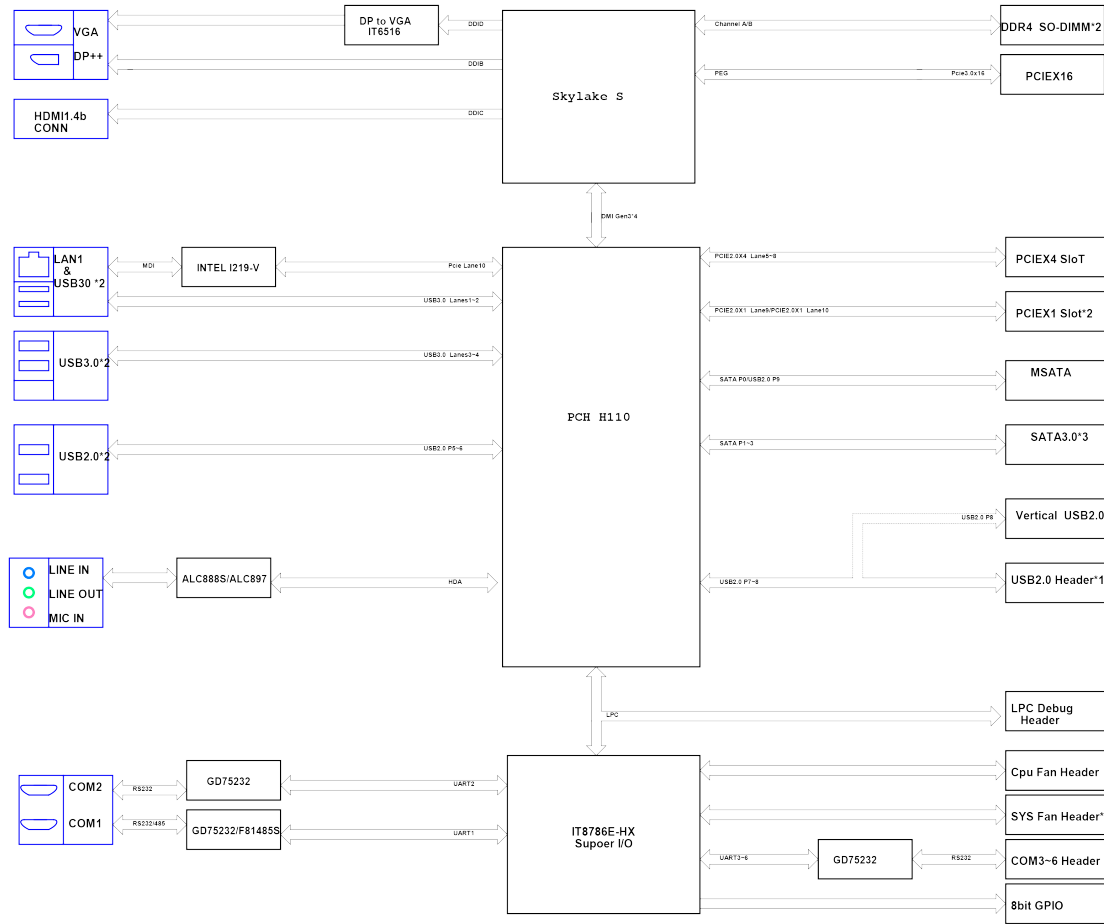 VGA
DP++
DP to VGA
IT6516
DDID
DDIB
HDMI1.4b
CONN
DDIC
Skylake S
Channel A/B
DDR4 SO-DIMM*2
PEG
Pcie3.0x16
PCIEX16
DMI Gen3*4
LAN1
&
USB30 *2
MDI
INTEL I219-V
Pcie Lane10
USB3.0 Lanes1~2
USB3.0*2
USB3.0 Lanes3~4
USB2.0*2
USB2.0 P5~6
LINE IN
LINE OUT
MIC IN
ALC888S/ALC897
HDA
PCH H110
PCIE2.0X4 Lane5~8
PCIEX4 SloT
PCIE2.0X1 Lane9/PCIE2.0X1 Lane10
PCIEX1 Slot*2
SATA P0/USB2.0 P9
MSATA
SATA P1~3
SATA3.0*3
USB2.0 P8
Vertical USB2.0
USB2.0 P7~8
USB2.0 Header*1
LPC
LPC Debug
Header
COM2
COM1
RS232
GD75232
UART2
RS232/485
GD75232/F81485S
UART1
IT8786E-HX
Supoer I/O
Cpu Fan Header
SYS Fan Header*
UART3~6
GD75232
RS232
COM3~6 Header
8bit GPIO